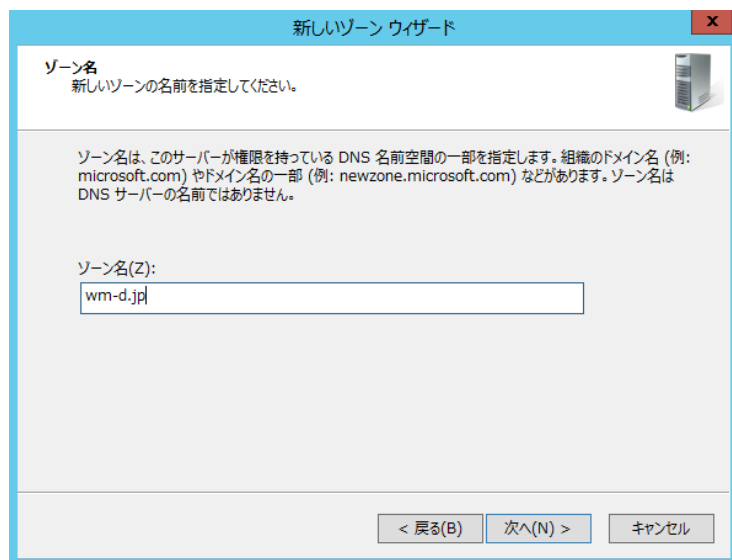 新しいゾーン ウィザード
x
ゾーン名
新しいゾーンの名前を指定してください。
ゾーン名は、このサーバーが権限を持っている DNS 名前空間の一部を指定します。組織のドメイン名 (例:
microsoft.com) やドメイン名の一部 (例: newzone.microsoft.com) などがあります。ゾーン名は
DNS サーバーの名前ではありません。
ゾーン名(Z):
wm-d.jp
< 戻る(B)
次へ(N) >
キャンセル